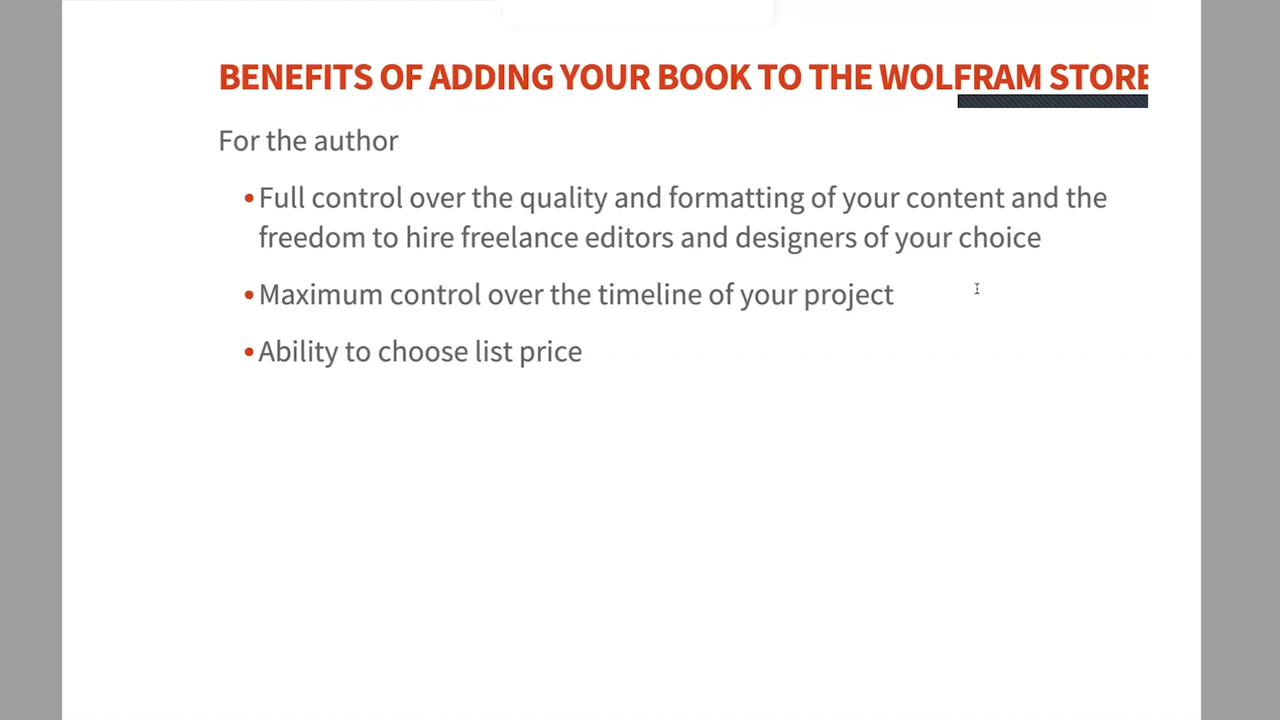 BENEFITS OF ADDING YOUR BOOK TO THE WOLFRAM STORE
For the author
•Full control over the quality and formatting of your content and the
freedom to hire freelance editors and designers of your choice
•Maximum control over the timeline of your project
•Ability to choose list price